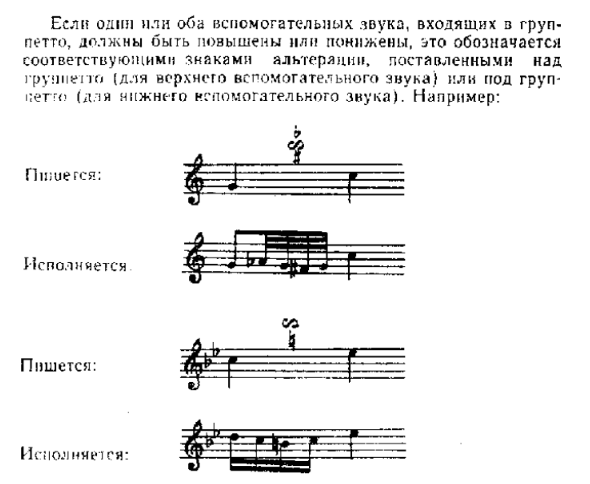 Если один или оба вспомогательных звука, входящих в груп-
петто, должны быть повышены или понижены, это обозначается
соответствующими знаками альтерации, поставленными над
группетто (для верхнего вспомогательного звука) или под груп-
петто (для нижнего вспомогательного звука). Например:
Пишется:
Исполняется:
Пишется:
Исполняется: